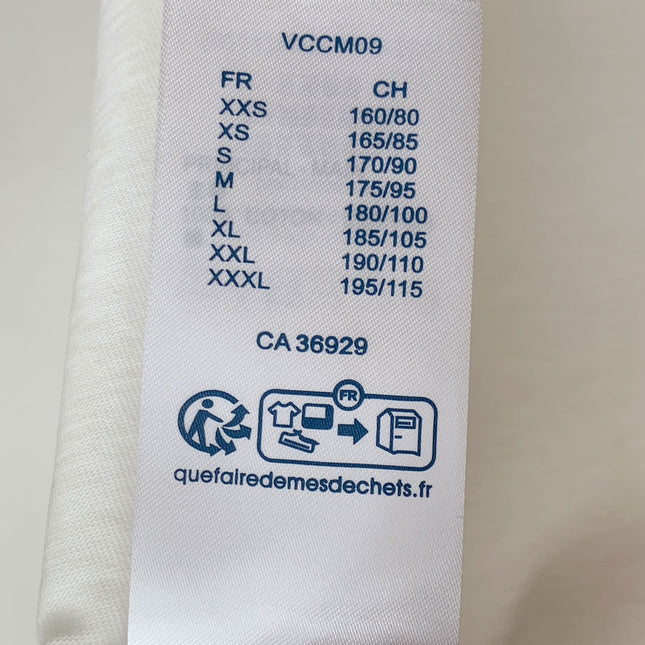 VCCM09
FR CH
XXS 160/80
XS 165/85
S 170/90
M 175/95
L 180/100
XL 185/105
XXL 190/110
XXXL 195/115
CA 36929
FR
quefairedemesdechets.fr